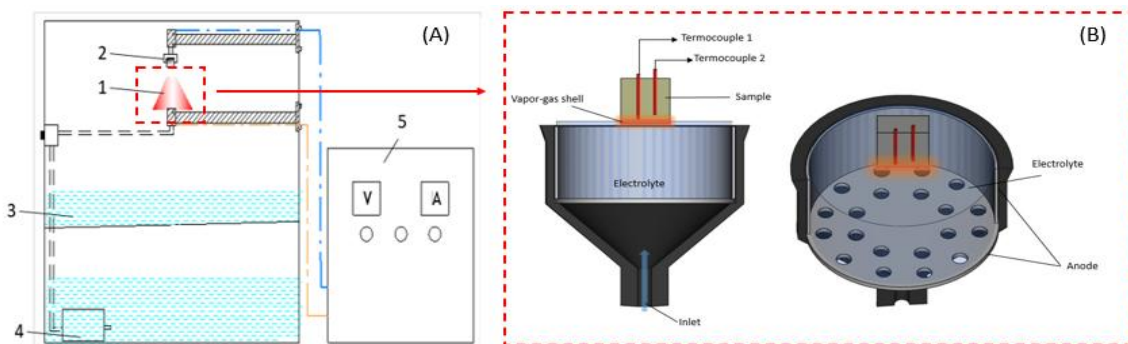 (A)
2
1
5
V
A
3
4
(B)
Termocouple 1
Termocouple 2
Vapor-gas shell
Sample
Electrolyte
Electrolyte
Anode
Inlet